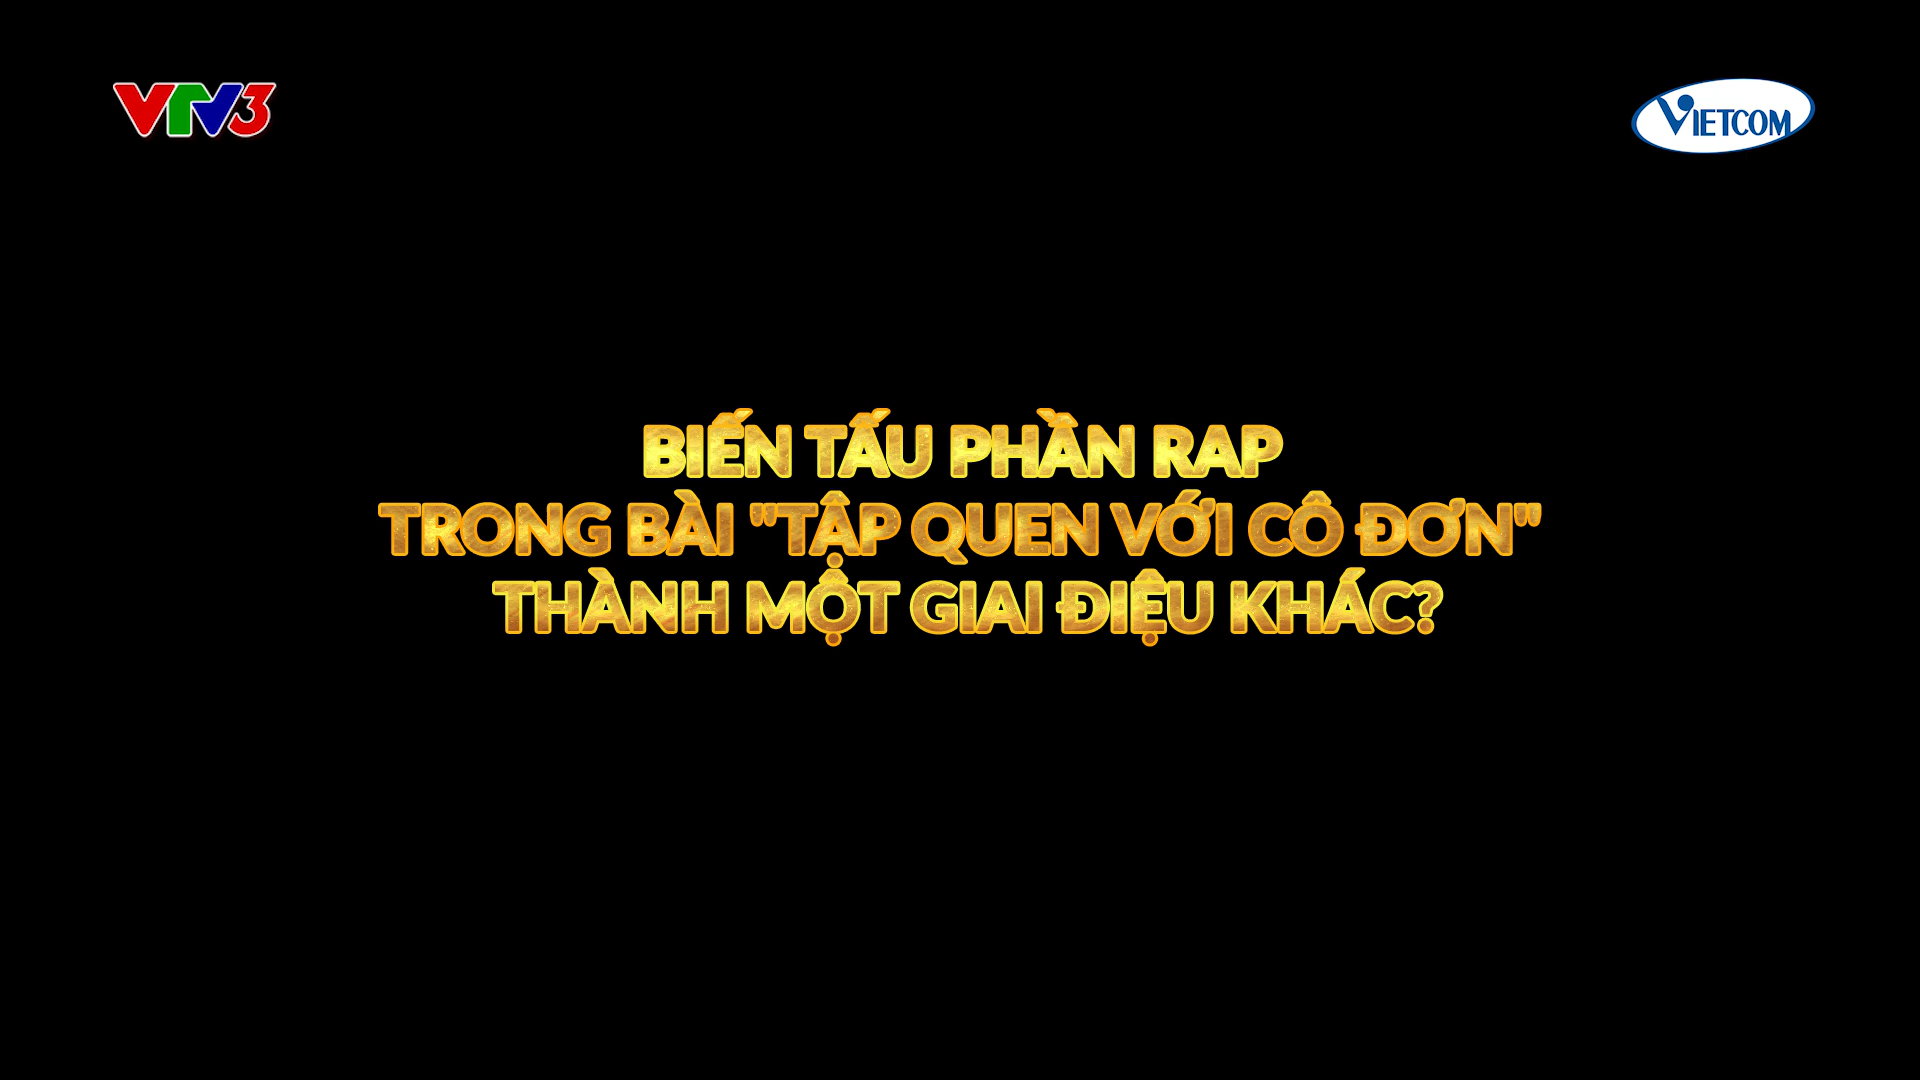 VTV3
VIETCOM
BIẾN TẤU PHẦN RAP
TRONG BÀI "TẬP QUEN VỚI CÔ ĐƠN"
THÀNH MỘT GIAI ĐIỆU KHÁC?